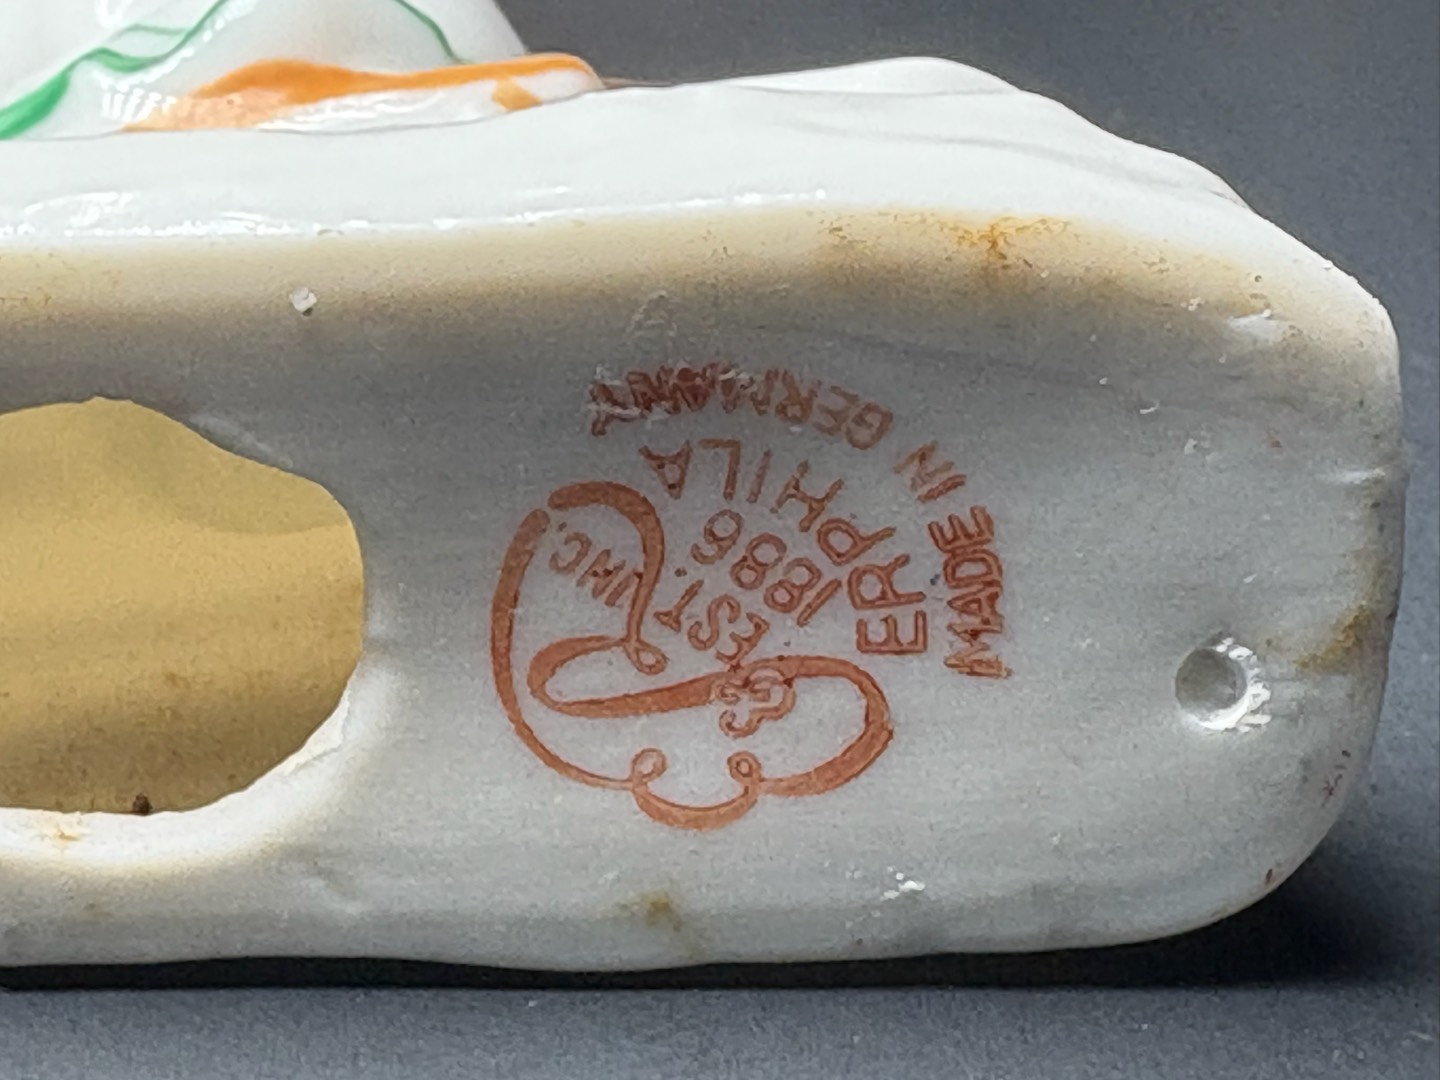 MADE IN GERMANY
ERPHILA
1886
EST.
INC.